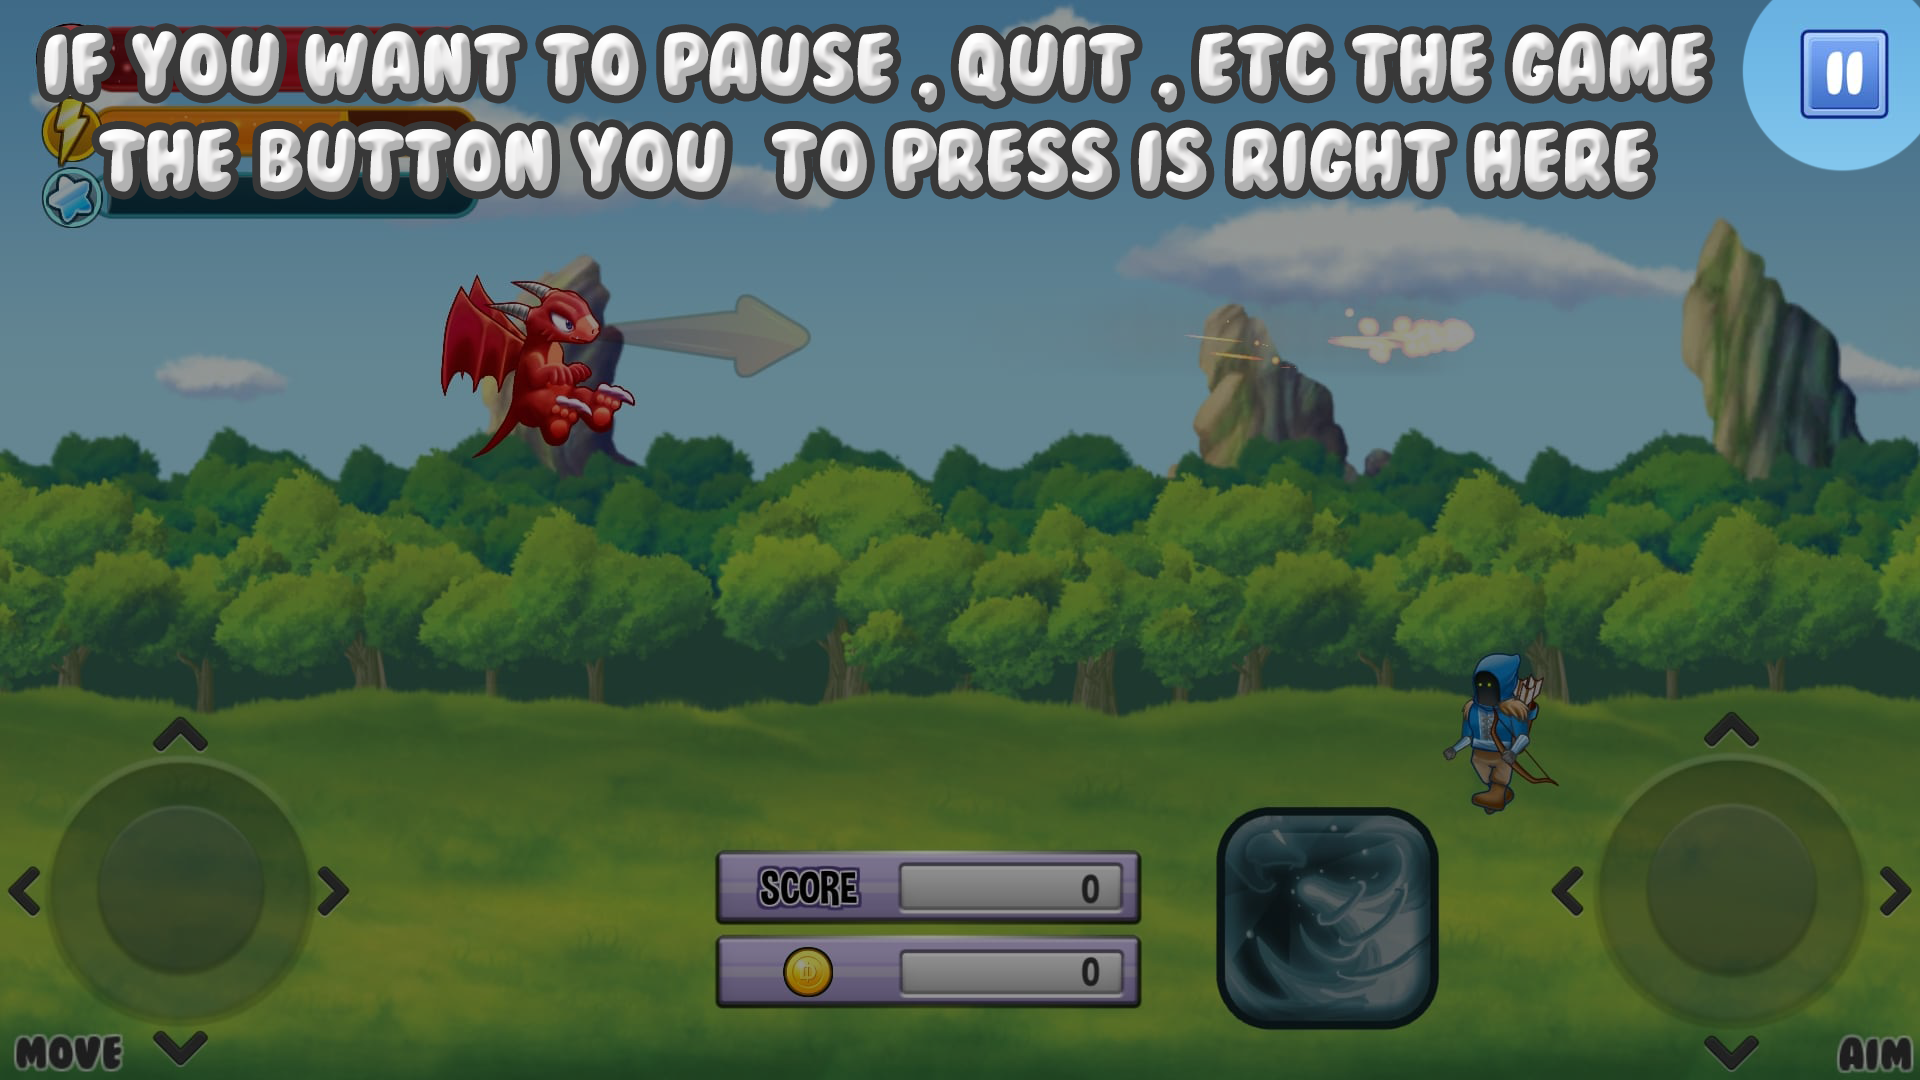 IF YOU WANT TO PAUSE , QUIT , ETC THE GAME
THE BUTTON YOU TO PRESS IS RIGHT HERE
SCORE 0
0
MOVE
AIM